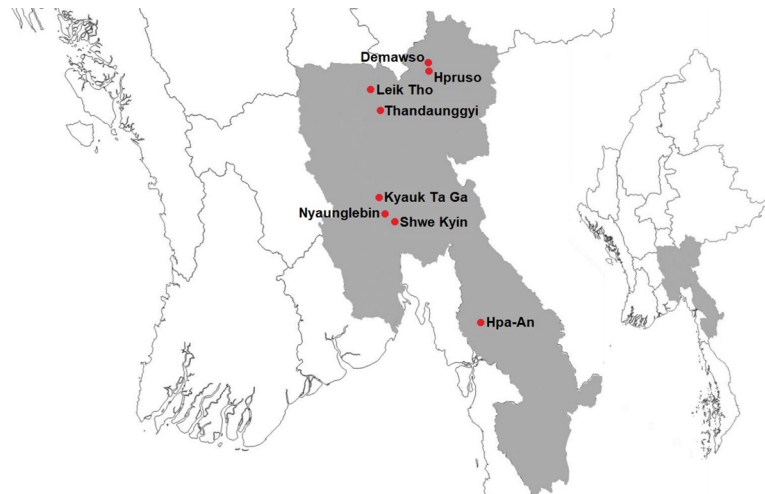 Demawso
Hpruso
Leik Tho
Thandaunggyi
Kyauk Ta Ga
Nyaunglebin
Shwe Kyin
Hpa-An